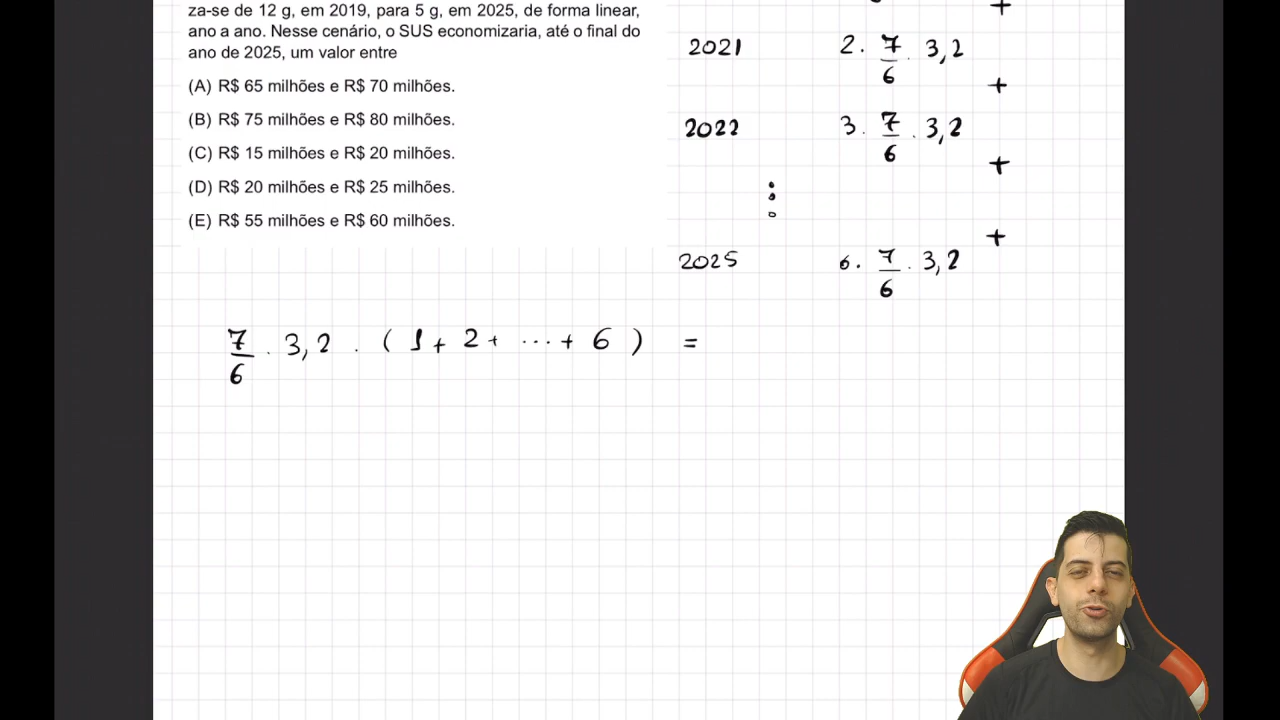 za-se de 12 g, em 2019, para 5 g, em 2025, de forma linear,
ano a ano. Nesse cenário, o SUS economizaria, até o final do
ano de 2025, um valor entre
(A) R$ 65 milhões e R$ 70 milhões.
(B) R$ 75 milhões e R$ 80 milhões.
(C) R$ 15 milhões e R$ 20 milhões.
(D) R$ 20 milhões e R$ 25 milhões.
(E) R$ 55 milhões e R$ 60 milhões.
+
2021 2. 7/6 . 3,2
+
2022 3. 7/6 . 3,2
+
⋮
+
2025 6. 7/6 . 3,2
7/6 . 3,2 . ( 1 + 2 + ... + 6 ) =